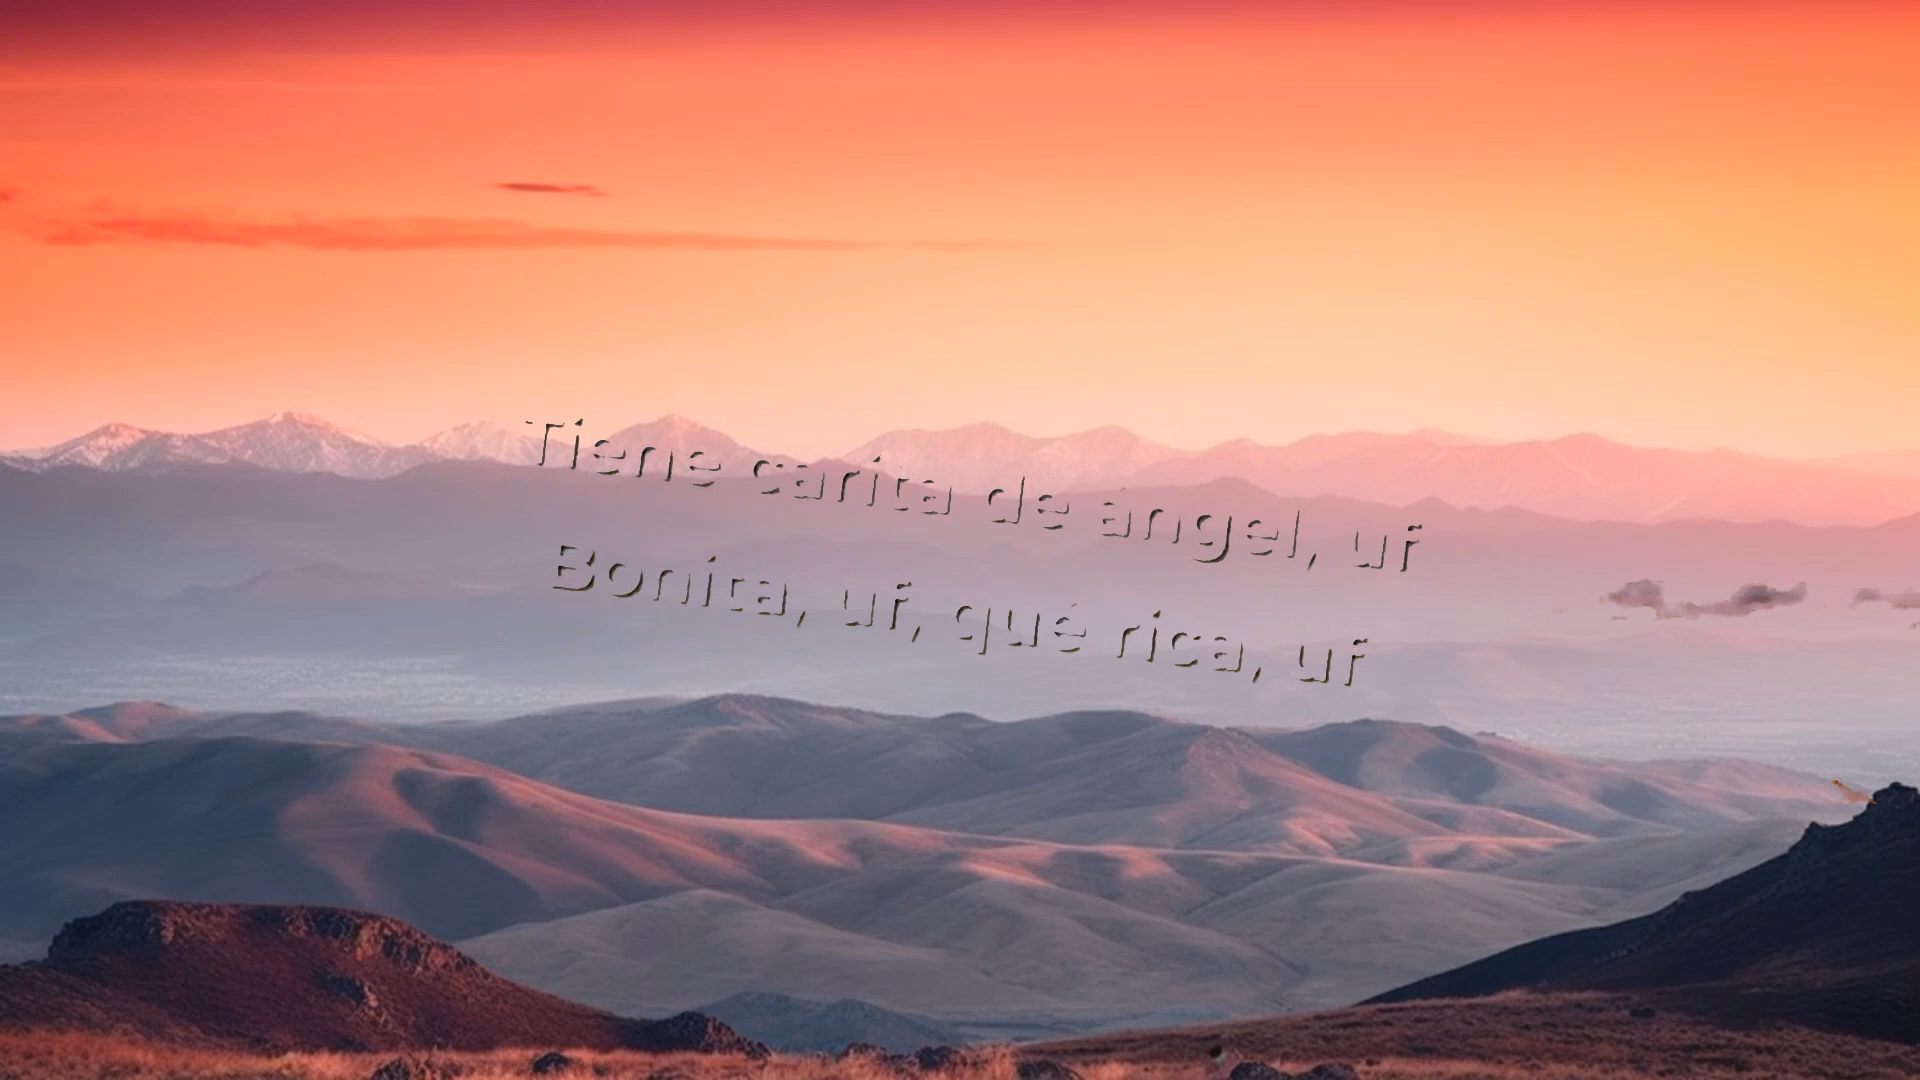 Tiene carita de ángel, uf
Bonita, uf, qué rica, uf